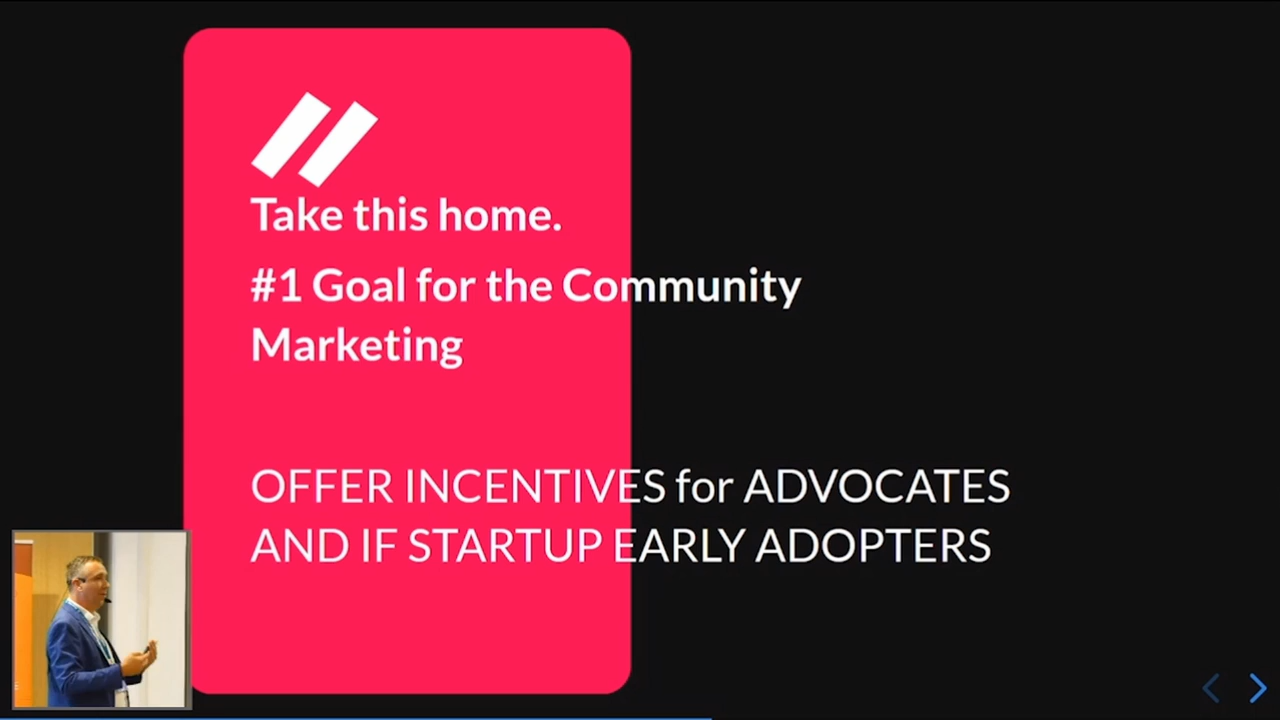 Take this home.
#1 Goal for the Community
Marketing
OFFER INCENTIVES for ADVOCATES
AND IF STARTUP EARLY ADOPTERS